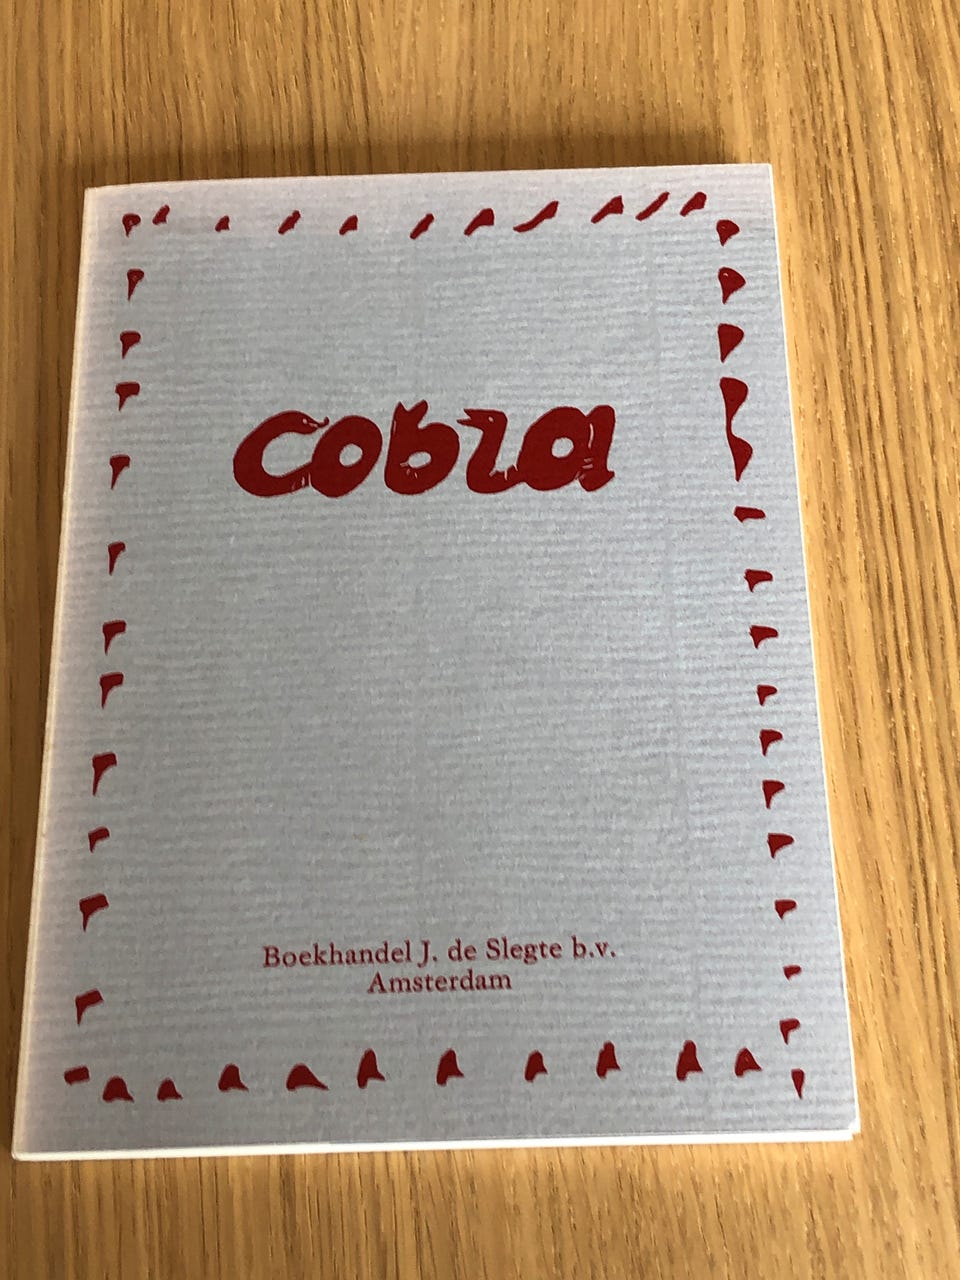 cobra
Boekhandel J. de Slegte b.v.
Amsterdam